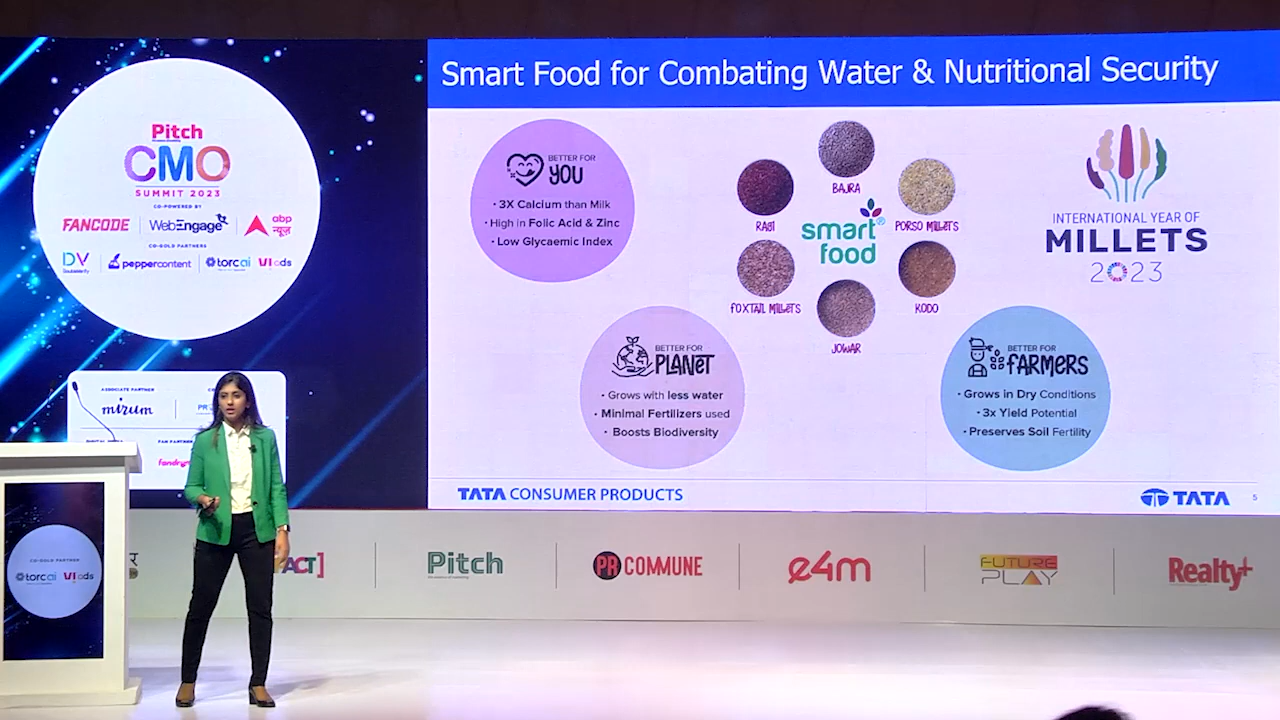 Smart Food for Combating Water & Nutritional Security
Pitch
CMO
SUMMIT 2023
CO-POWERED BY
FANCODE
WebEngage
abp
न्यूज़
CO-GOLD PARTNERS
DV
DoubleVerify
peppercontent
torcai
VI ads
BETTER FOR
YOU
• 3X Calcium than Milk
• High in Folic Acid & Zinc
• Low Glycaemic Index
BAJRA
RAGI
PORSO MILLETS
smart
food
®
FOXTAIL MILLETS
KODO
JOWAR
INTERNATIONAL YEAR OF
MILLETS
2023
BETTER FOR
PLANET
• Grows with less water
• Minimal Fertilizers used
• Boosts Biodiversity
BETTER FOR
FARMERS
• Grows in Dry Conditions
• 3x Yield Potential
• Preserves Soil Fertility
TATA CONSUMER PRODUCTS
TATA
5
ASSOCIATE PARTNER
mirum
PR
FAN PARTNER
CO-GOLD PARTNER
torcai
VI ads
ACT]
Pitch
PR COMMUNE
e4m
FUTURE
PLAY
Realty+